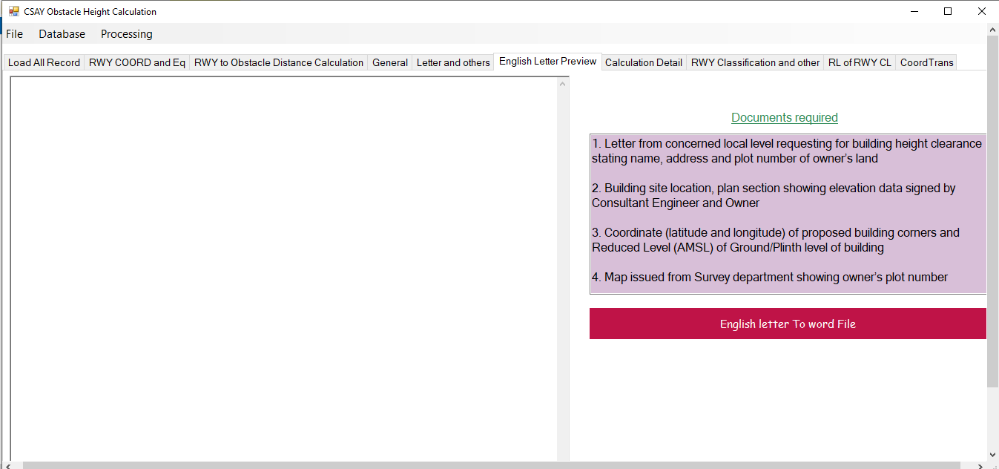 CSAY Obstacle Height Calculation
File Database Processing
Load All Record RWY COORD and Eq RWY to Obstacle Distance Calculation General Letter and others English Letter Preview Calculation Detail RWY Classification and other RL of RWY CL CoordTrans
Documents required
1. Letter from concerned local level requesting for building height clearance
stating name, address and plot number of owner's land
2. Building site location, plan section showing elevation data signed by
Consultant Engineer and Owner
3. Coordinate (latitude and longitude) of proposed building corners and
Reduced Level (AMSL) of Ground/Plinth level of building
4. Map issued from Survey department showing owner's plot number
English letter To word File